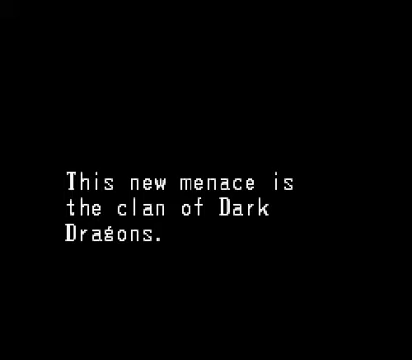 This new menace is
the clan of Dark
Dragons.